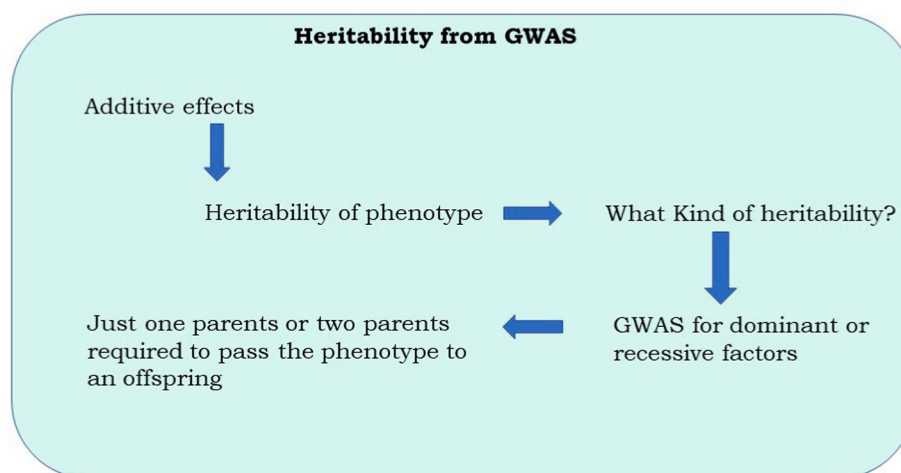 Heritability from GWAS
Additive effects
Heritability of phenotype
What Kind of heritability?
GWAS for dominant or
recessive factors
Just one parents or two parents
required to pass the phenotype to
an offspring